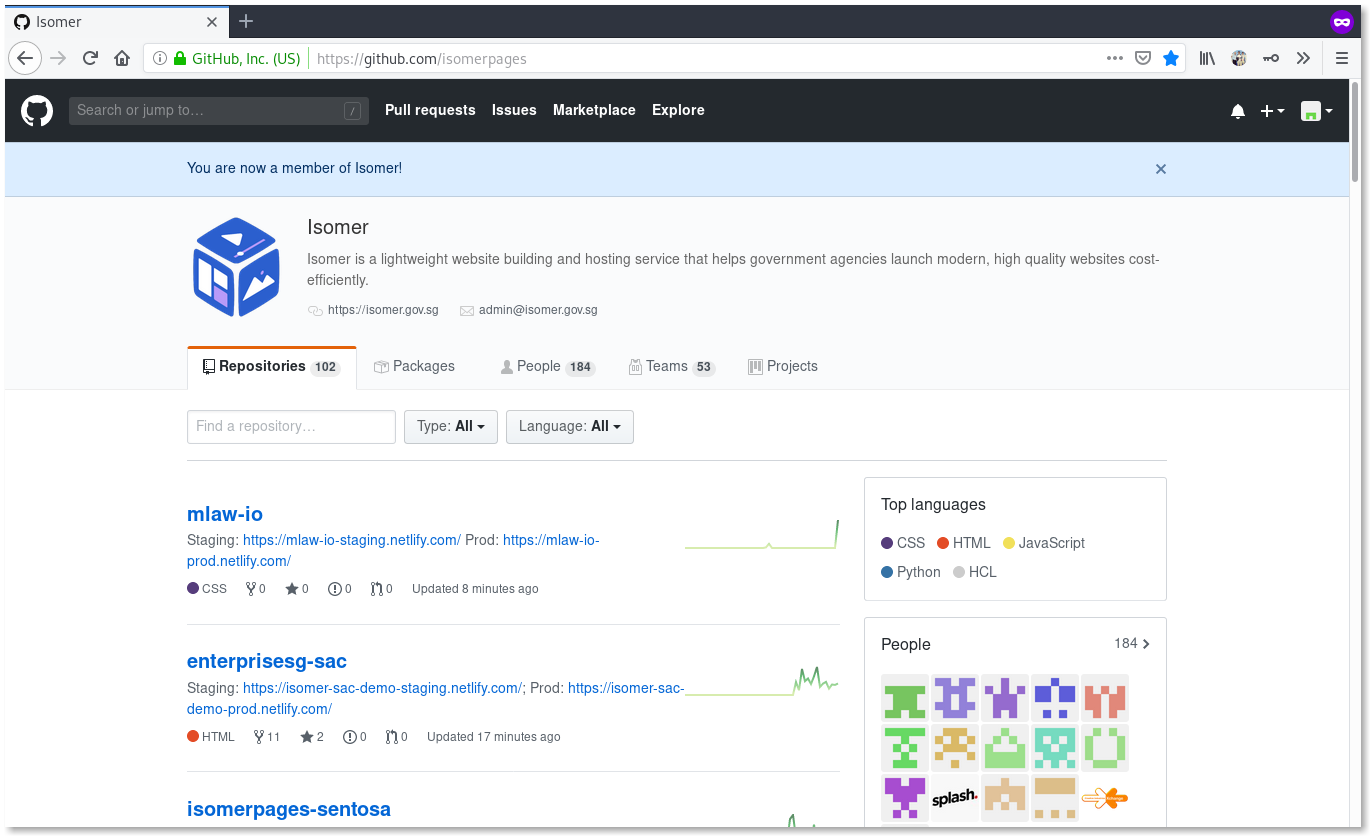 Isomer
GitHub, Inc. (US) https://github.com/isomerpages
Search or jump to… / Pull requests Issues Marketplace Explore
You are now a member of Isomer!
Isomer
Isomer is a lightweight website building and hosting service that helps government agencies launch modern, high quality websites cost-
efficiently.
https://isomer.gov.sg admin@isomer.gov.sg
Repositories 102 Packages People 184 Teams 53 Projects
Find a repository… Type: All Language: All
mlaw-io
Staging: https://mlaw-io-staging.netlify.com/ Prod: https://mlaw-io-
prod.netlify.com/
CSS 0 0 0 0 Updated 8 minutes ago
enterprisesg-sac
Staging: https://isomer-sac-demo-staging.netlify.com/; Prod: https://isomer-sac-
demo-prod.netlify.com/
HTML 11 2 0 0 Updated 17 minutes ago
isomerpages-sentosa
Top languages
CSS HTML JavaScript
Python HCL
People 184
splash.